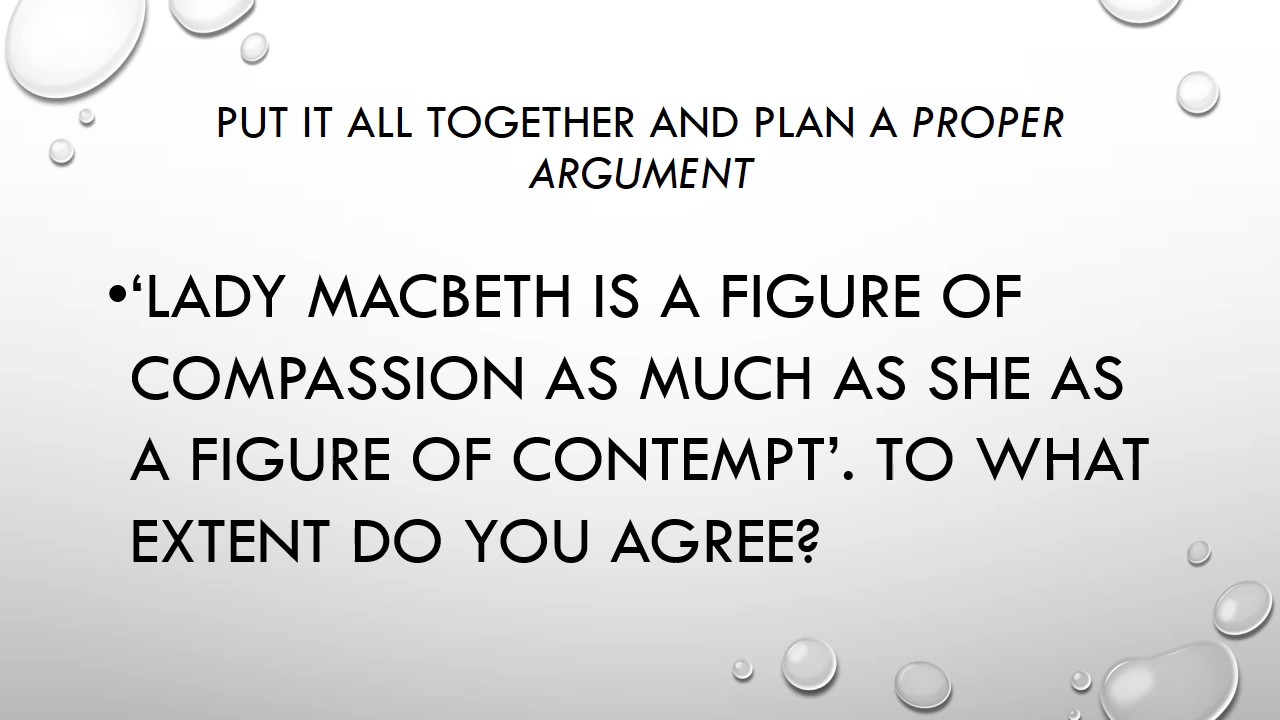 PUT IT ALL TOGETHER AND PLAN A PROPER
ARGUMENT
•‘LADY MACBETH IS A FIGURE OF
COMPASSION AS MUCH AS SHE AS
A FIGURE OF CONTEMPT’. TO WHAT
EXTENT DO YOU AGREE?